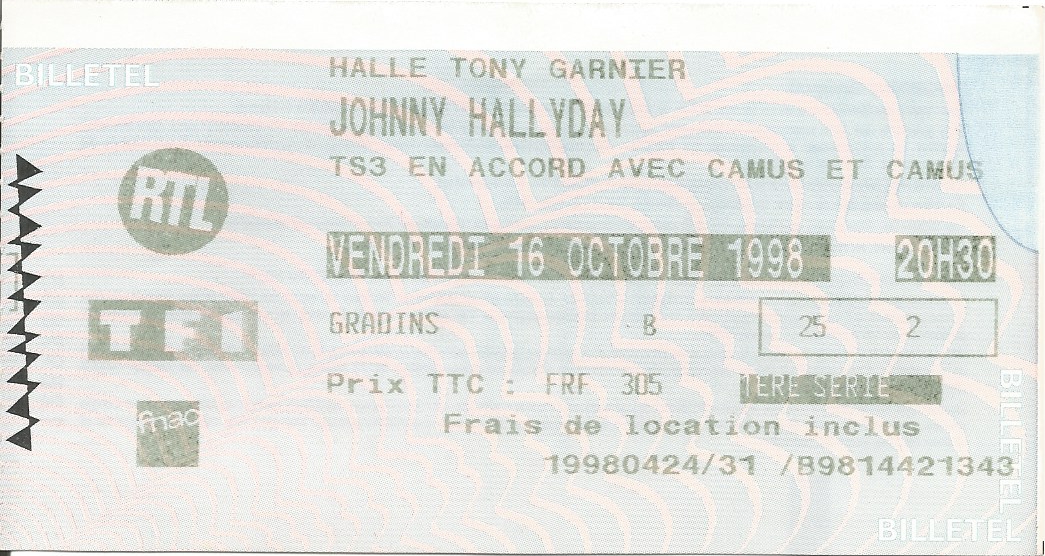 BILLETEL
HALLE TONY GARNIER
JOHNNY HALLYDAY
TS3 EN ACCORD AVEC CAMUS ET CAMUS
RTL
VENDREDI 16 OCTOBRE 1998 20H30
TF1
GRADINS B 25 2
Prix TTC : FRF 305 1ERE SERIE
fnac
Frais de location inclus
19980424/31 /B9814421343
BILLETEL
BILLETEL